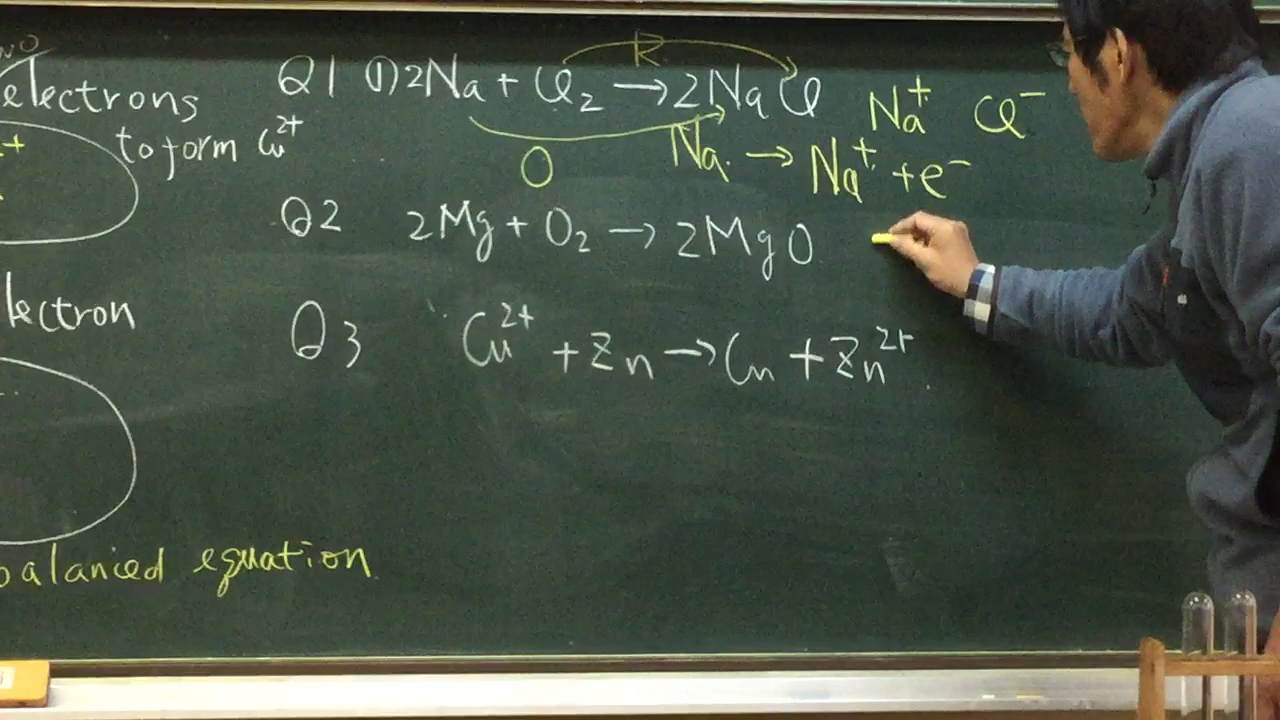 electrons
to form Cu²⁺
+
lectron
balancied equation
Q1 (1) 2Na + Cl₂ → 2NaCl
R
O
Na⁺ Cl⁻
Na → Na⁺ + e⁻
Q2 2Mg + O₂ → 2MgO
Q3 Cu²⁺ + Zn → Cu + Zn²⁺